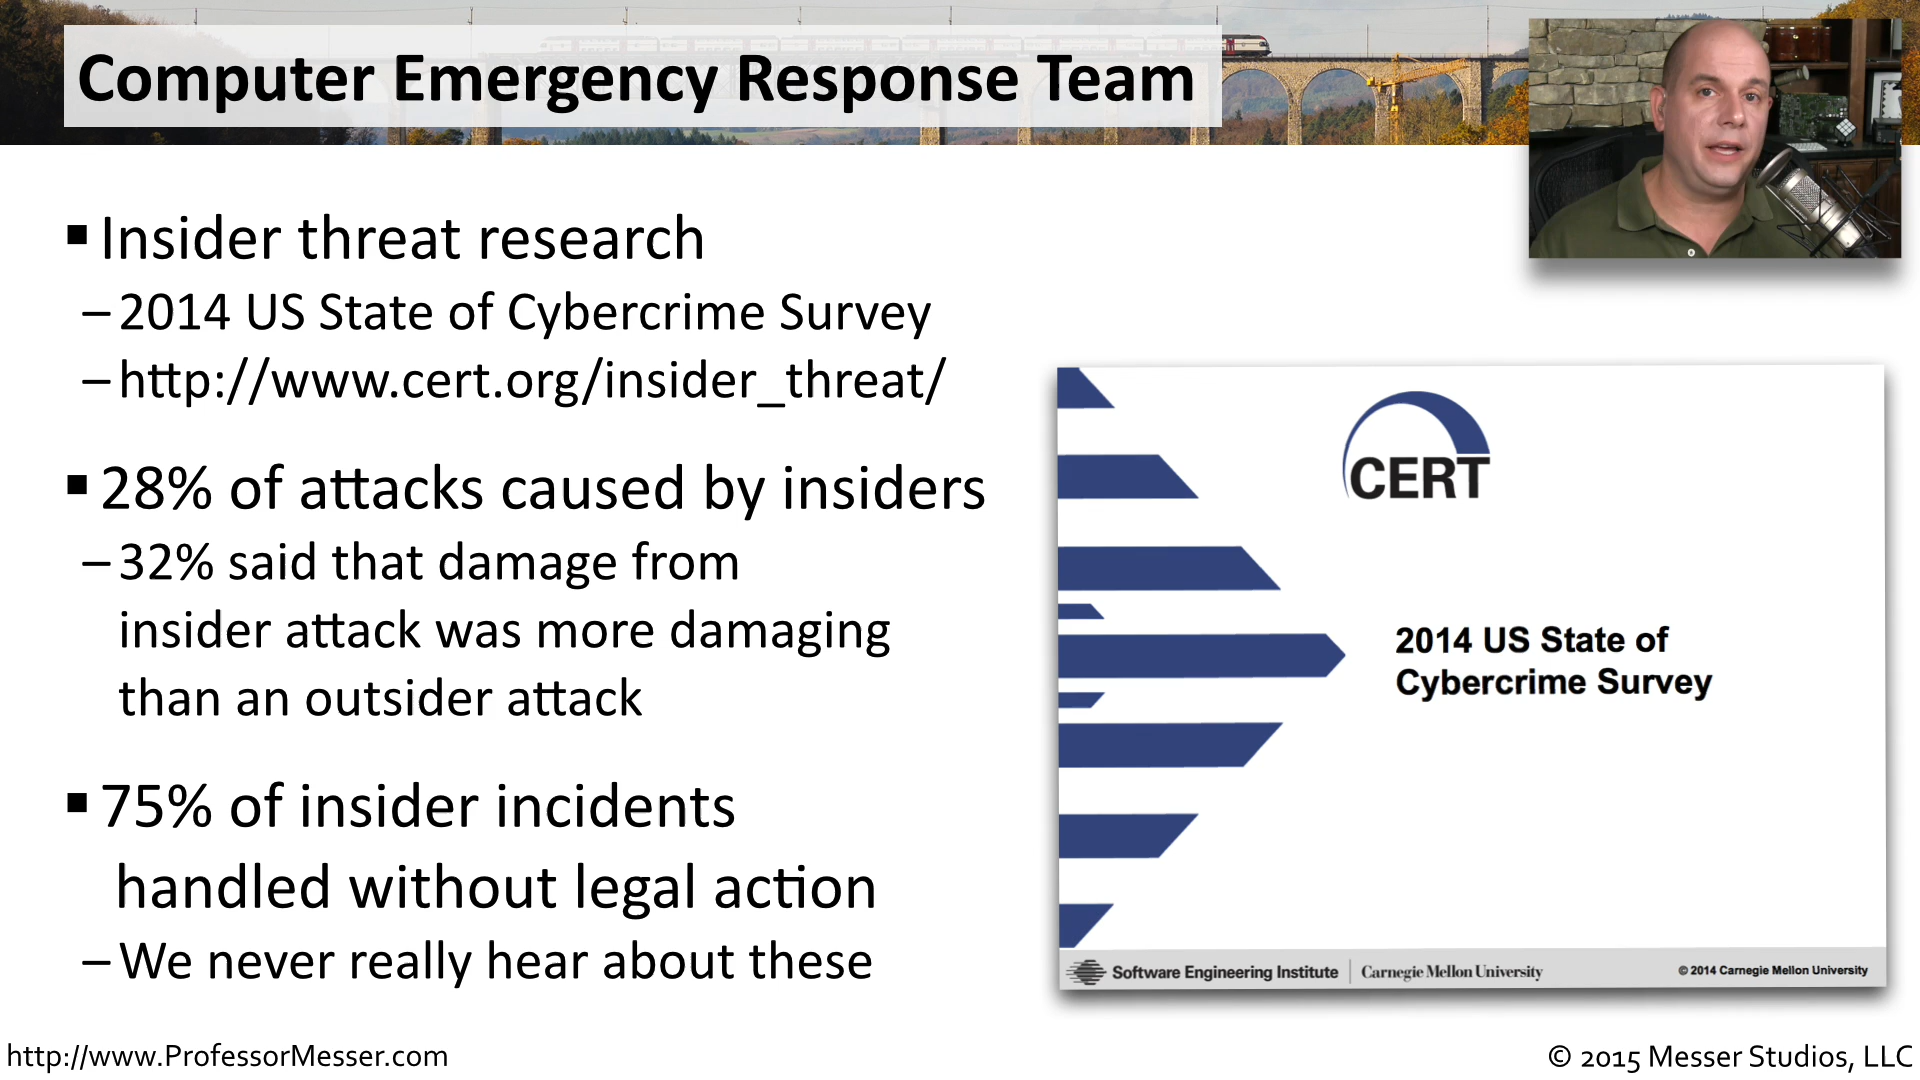 Computer Emergency Response Team
▪ Insider threat research
– 2014 US State of Cybercrime Survey
– http://www.cert.org/insider_threat/
▪ 28% of attacks caused by insiders
– 32% said that damage from
insider attack was more damaging
than an outsider attack
▪ 75% of insider incidents
handled without legal action
– We never really hear about these
CERT
2014 US State of
Cybercrime Survey
Software Engineering Institute | Carnegie Mellon University
© 2014 Carnegie Mellon University
http://www.ProfessorMesser.com
© 2015 Messer Studios, LLC